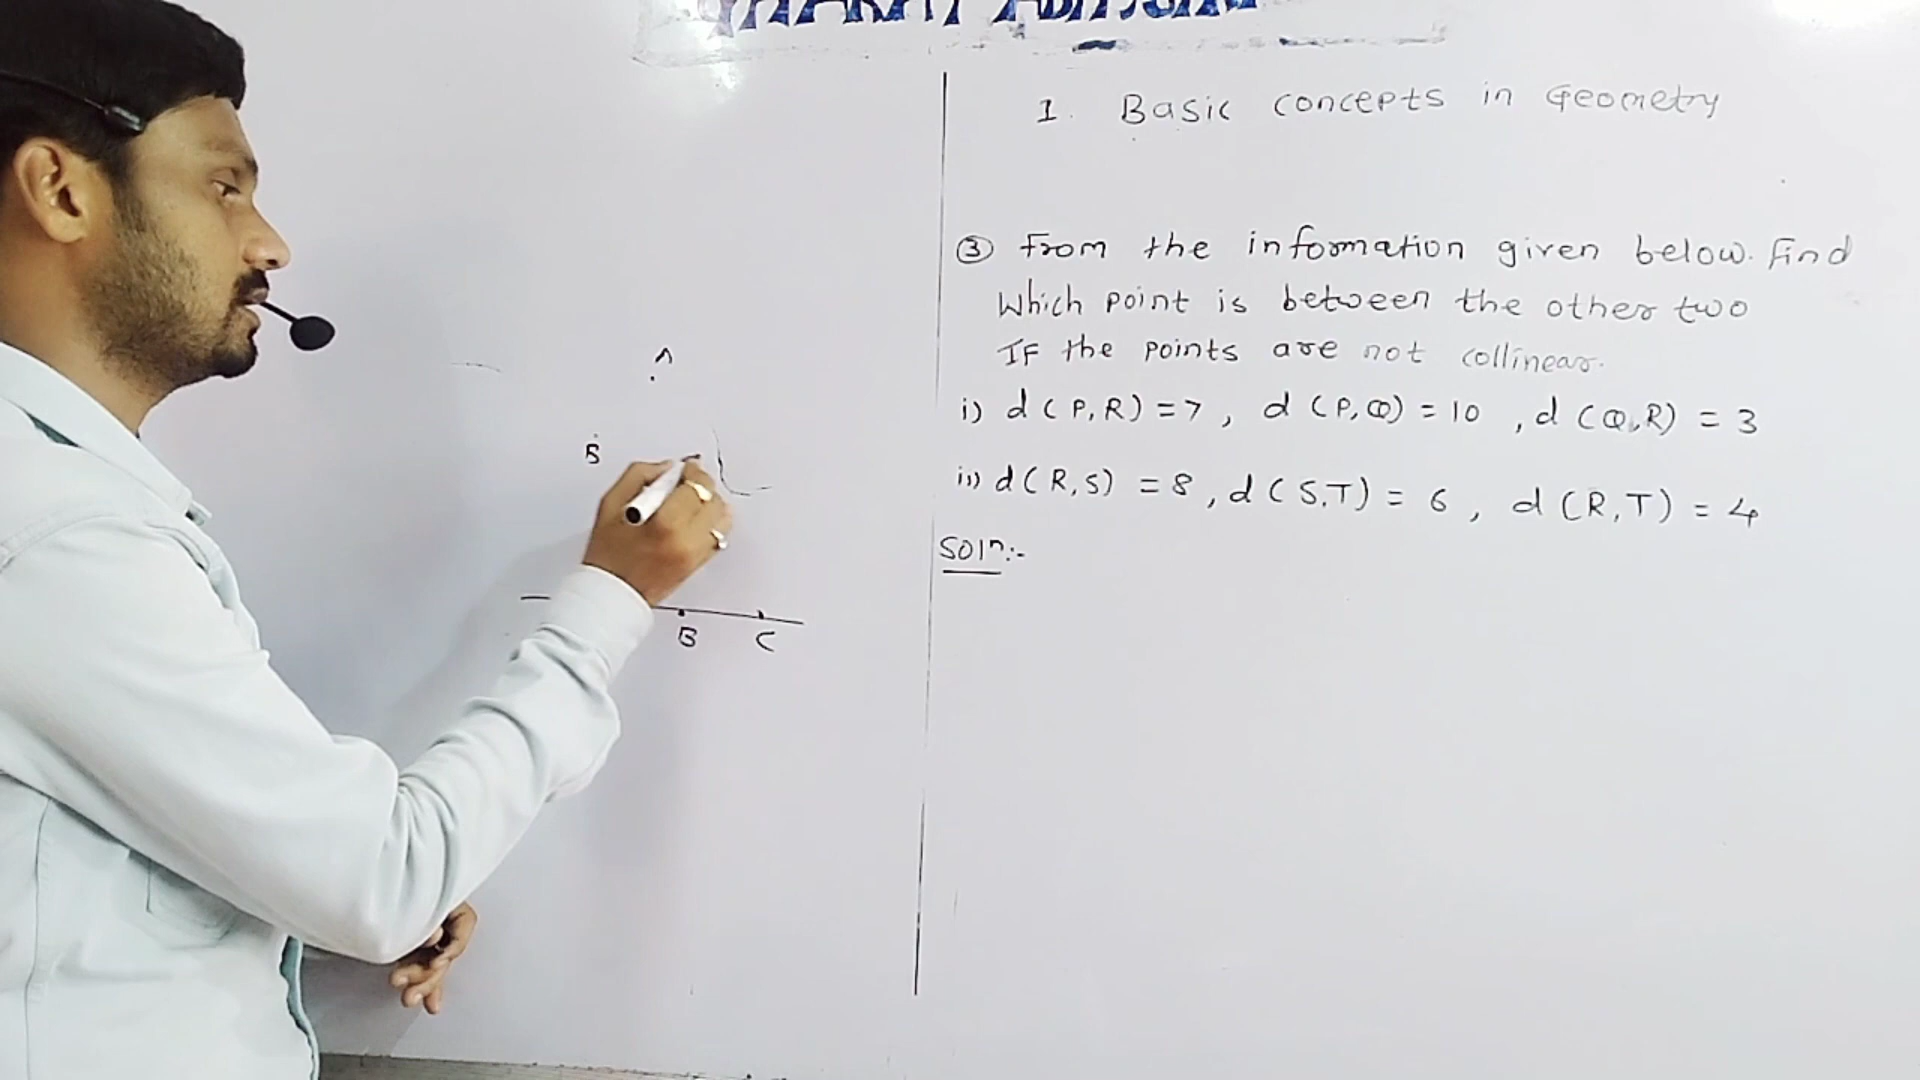 1. Basic concepts in Geometry
③ From the information given below. Find
Which point is between the other two
IF the points are not collinear.
i) d(P,R)=7, d(P,Q)=10, d(Q,R)=3
ii) d(R,S)=8, d(S,T)=6, d(R,T)=4
Solⁿ:-
A
B
B C